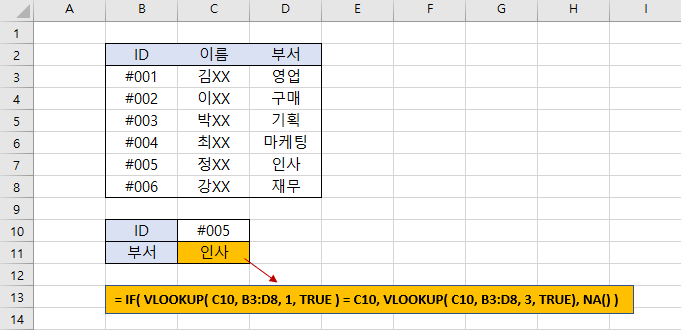 A B C D E F G H I
1
2 ID 이름 부서
3 #001 김XX 영업
4 #002 이XX 구매
5 #003 박XX 기획
6 #004 최XX 마케팅
7 #005 정XX 인사
8 #006 강XX 재무
9
10 ID #005
11 부서 인사
12
13 = IF( VLOOKUP( C10, B3:D8, 1, TRUE ) = C10, VLOOKUP( C10, B3:D8, 3, TRUE), NA() )
14